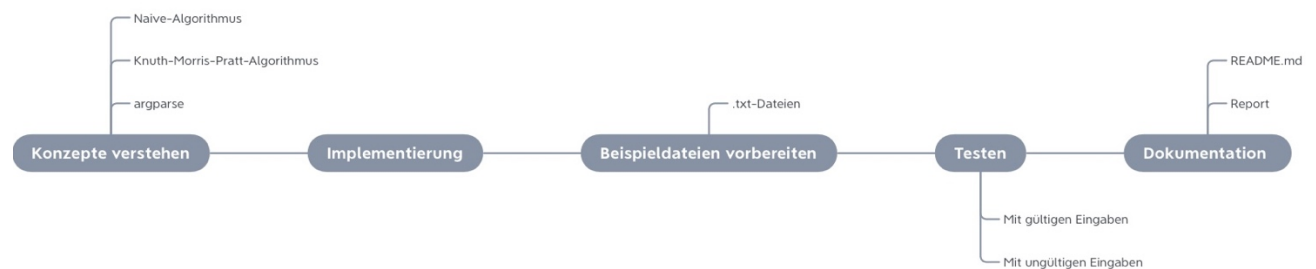 Naive-Algorithmus
Knuth-Morris-Pratt-Algorithmus
README.md
argparse
.txt-Dateien
Report
Konzepte verstehen
Implementierung
Beispieldateien vorbereiten
Testen
Dokumentation
Mit gültigen Eingaben
Mit ungültigen Eingaben